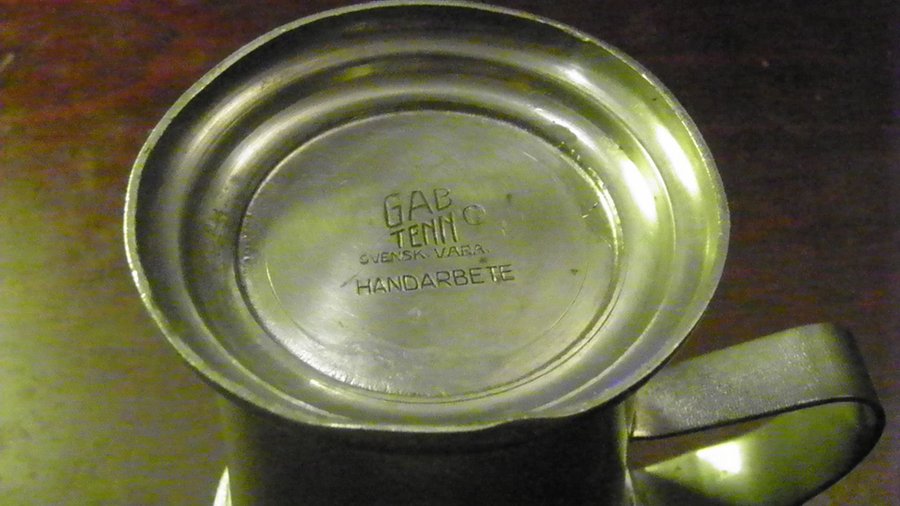 GAB
TENN
SVENSK VARA.
HANDARBETE